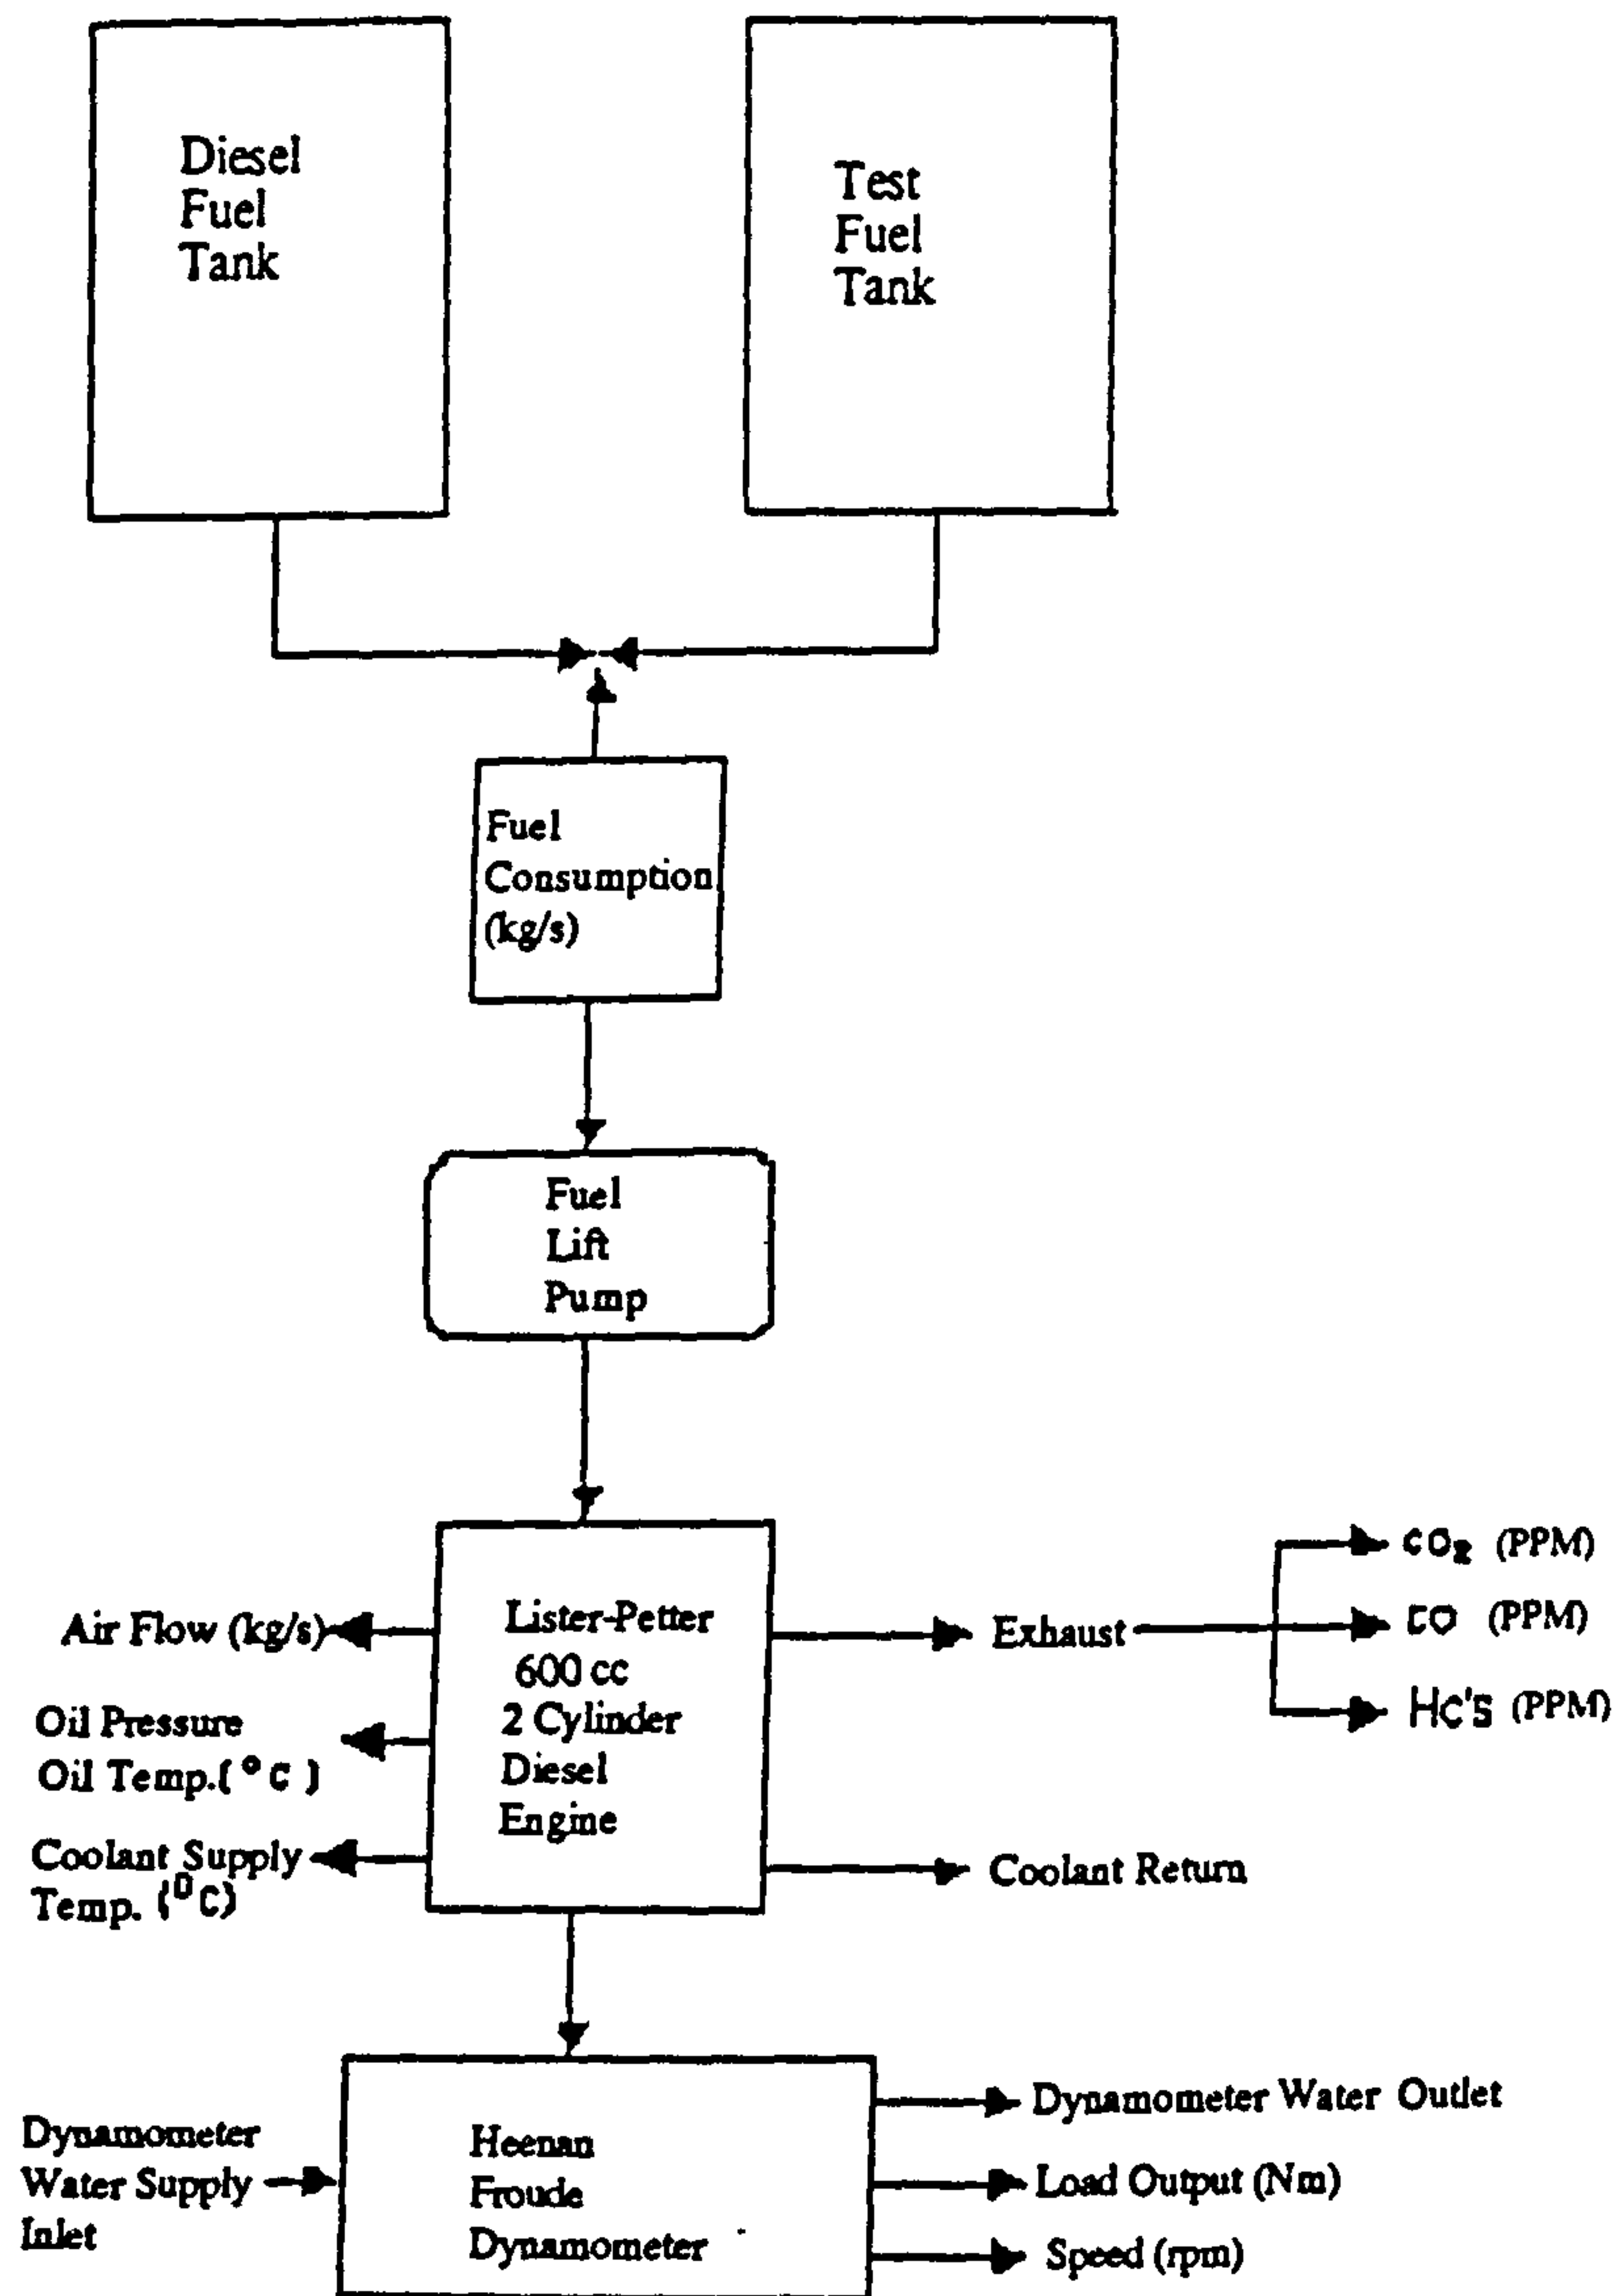 Diesel
Fuel
Tank
Test
Fuel
Tank
Fuel
Consumption
(kg/s)
Fuel
Lift
Pump
Lister-Petter
600 cc
2 Cylinder
Diesel
Engine
Air Flow (kg/s)
Oil Pressure
Oil Temp.(°C)
Coolant Supply
Temp. (°C)
Exhaust
CO₂ (PPM)
CO (PPM)
HC'S (PPM)
Coolant Return
Dynamometer
Water Supply
Inlet
Heenan
Froude
Dynamometer
Dynamometer Water Outlet
Load Output (Nm)
Speed (rpm)